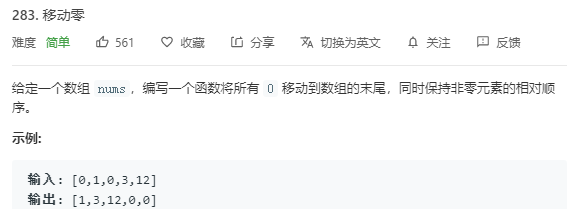 283. 移动零
难度 简单 561 收藏 分享 切换为英文 关注 反馈
给定一个数组 nums，编写一个函数将所有 0 移动到数组的末尾，同时保持非零元素的相对顺
序。
示例:
输入: [0,1,0,3,12]
输出: [1,3,12,0,0]